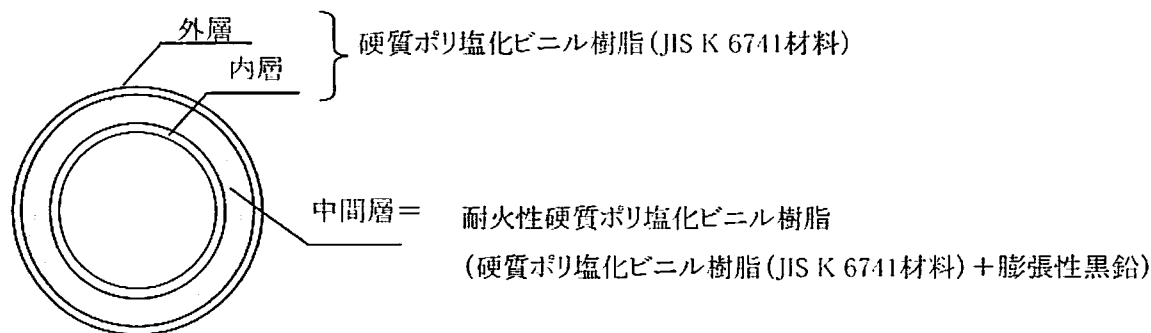 外層
硬質ポリ塩化ビニル樹脂(JIS K 6741材料)
内層
中間層＝
耐火性硬質ポリ塩化ビニル樹脂
(硬質ポリ塩化ビニル樹脂(JIS K 6741材料)＋膨張性黒鉛)